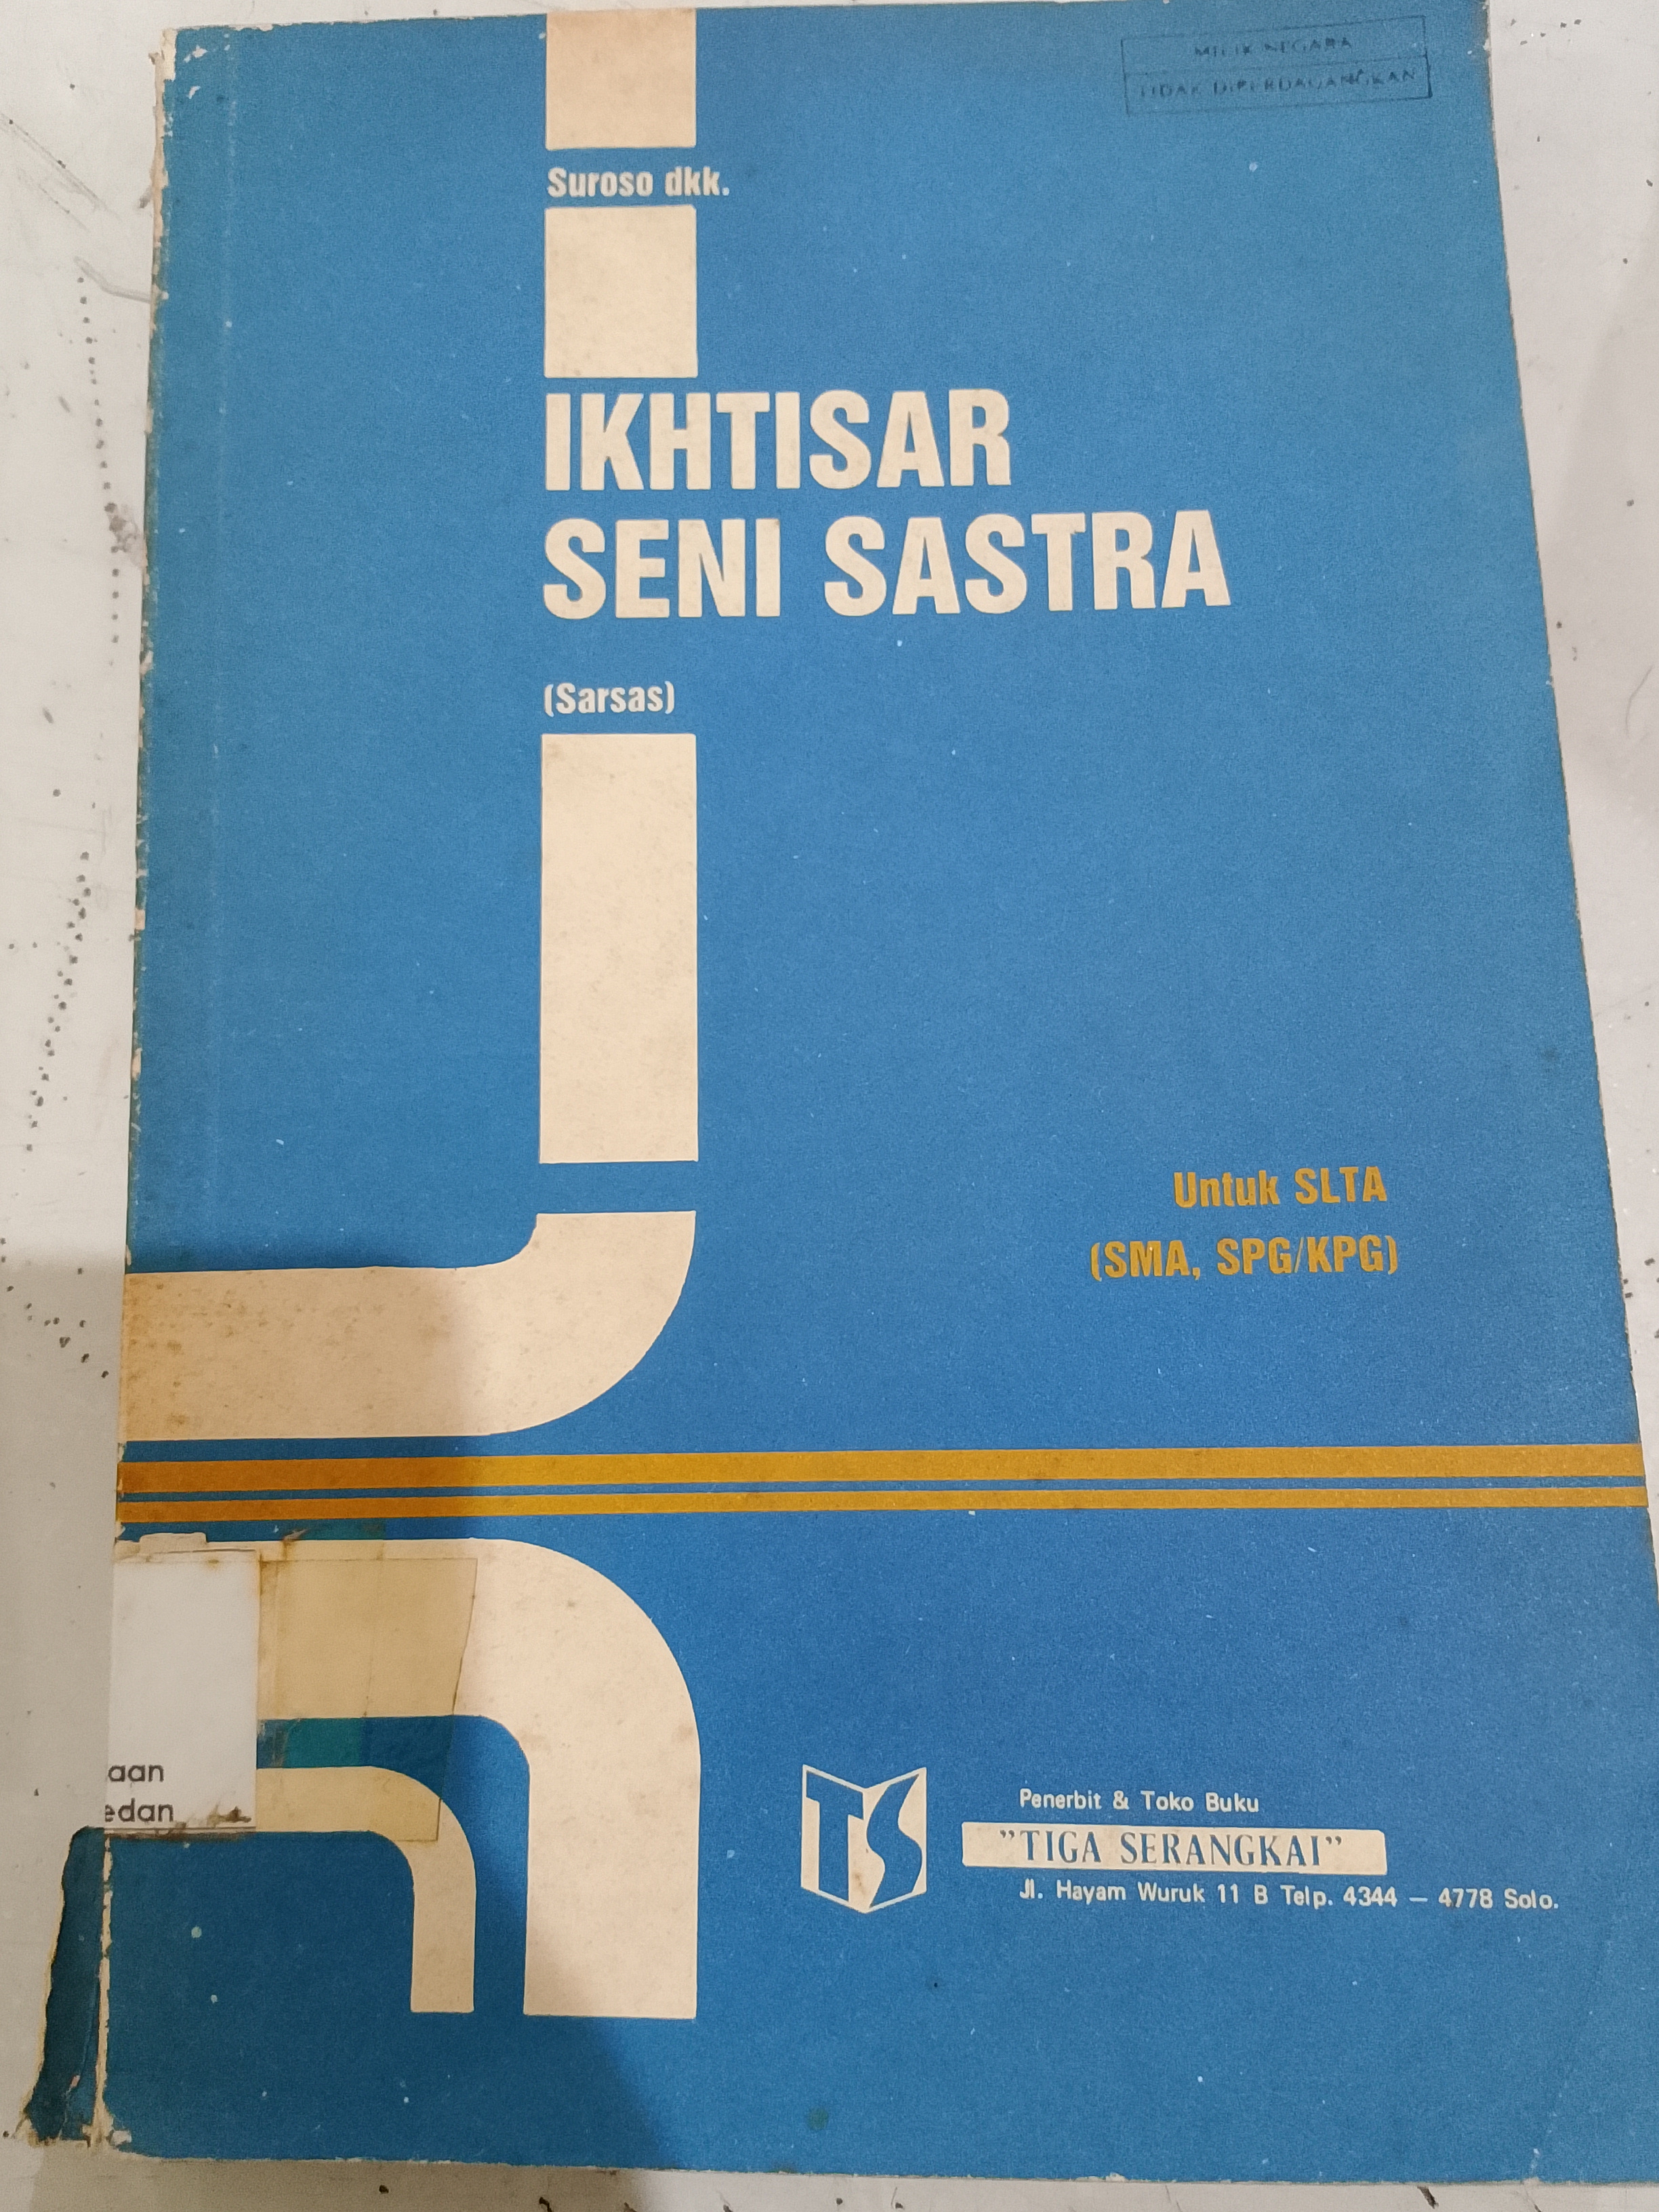 MILIK NEGARA
TIDAK DIPERDAGANGKAN
Suroso dkk.
IKHTISAR
SENI SASTRA
(Sarsas)
Untuk SLTA
(SMA, SPG/KPG)
aan
edan
TS
Penerbit & Toko Buku
”TIGA SERANGKAI”
Jl. Hayam Wuruk 11 B Telp. 4344 – 4778 Solo.